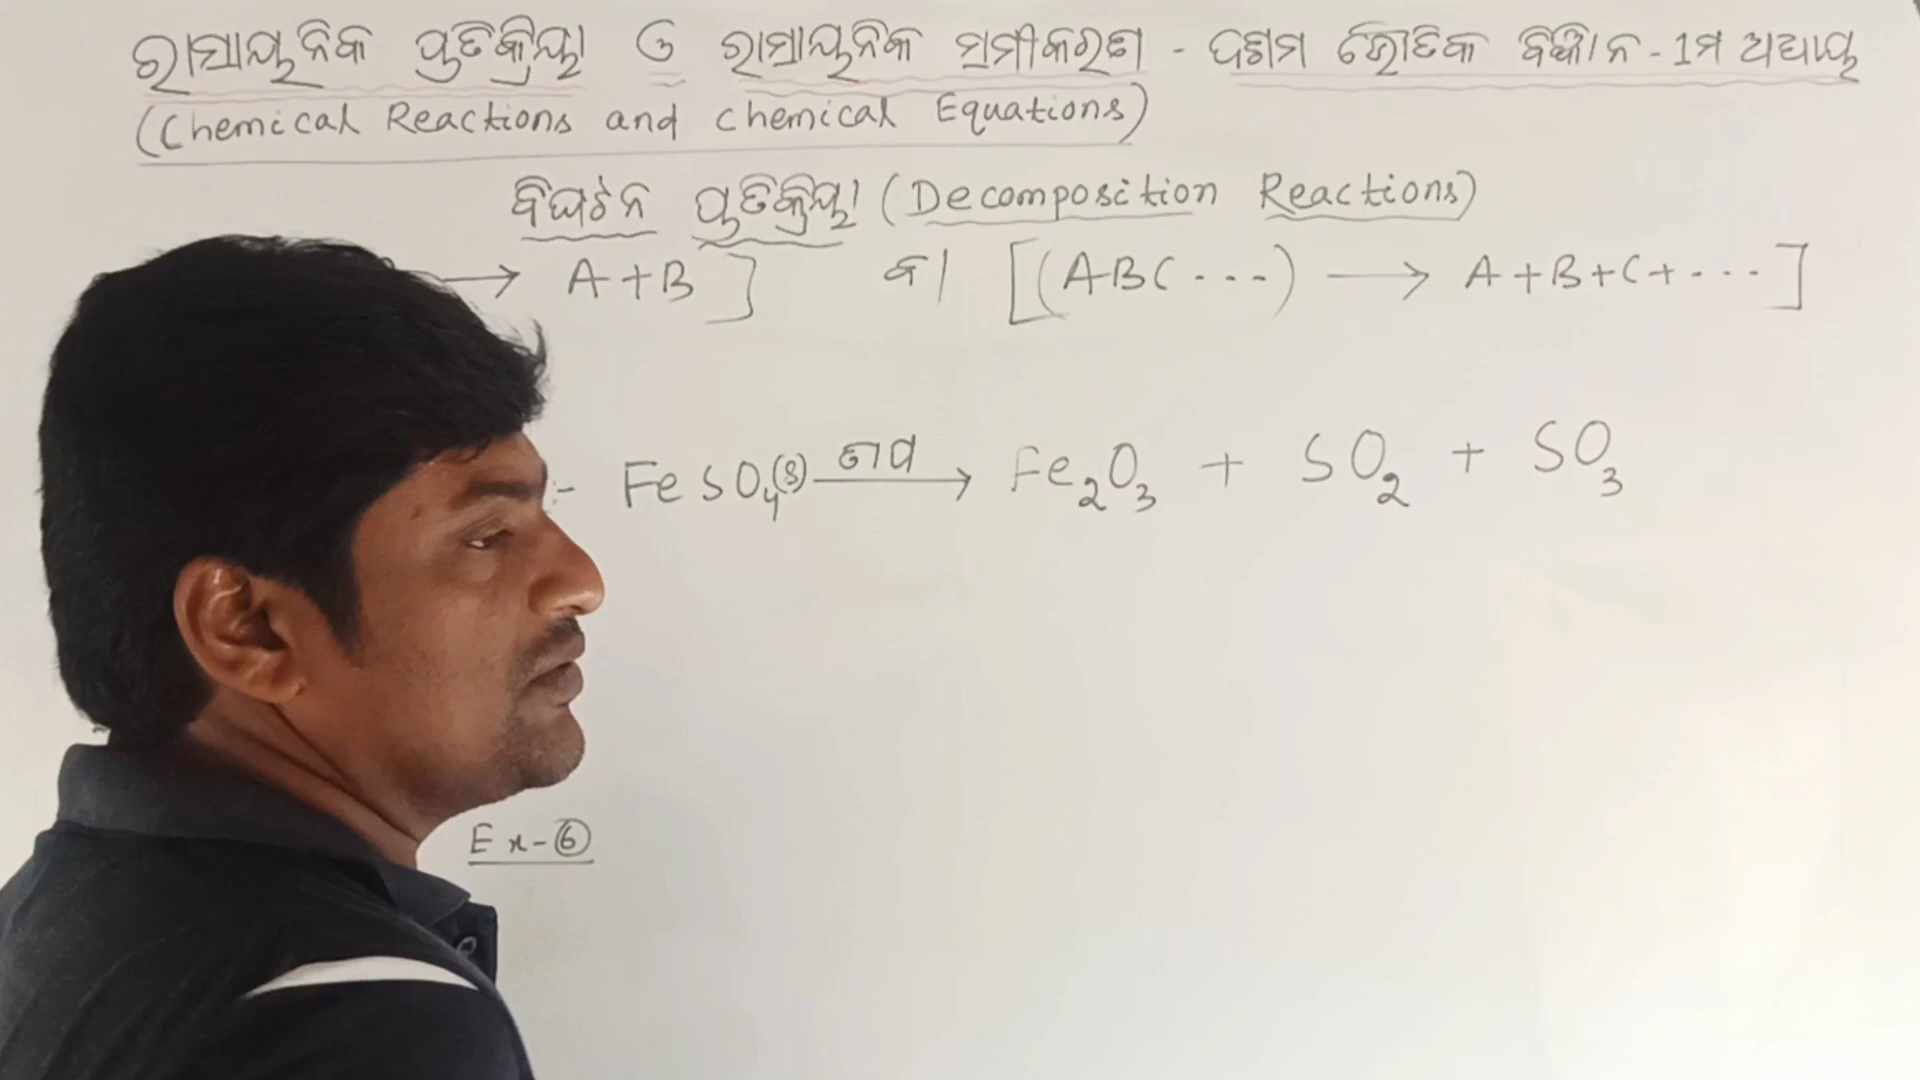 ରାସାୟନିକ ପ୍ରତିକ୍ରିୟା ଓ ରାସାୟନିକ ସମୀକରଣ - ଦଶମ ଭୌତିକ ବିଜ୍ଞାନ - 1ମ ଅଧ୍ୟାୟ
(Chemical Reactions and chemical Equations)
ବିଘଟନ ପ୍ରତିକ୍ରିୟା (Decomposition Reactions)
→ A+B ] ବା [(ABC ---) → A+B+C+---]
:- FeSO₄(s) ତାପ → Fe₂O₃ + SO₂ + SO₃
Ex-⑥